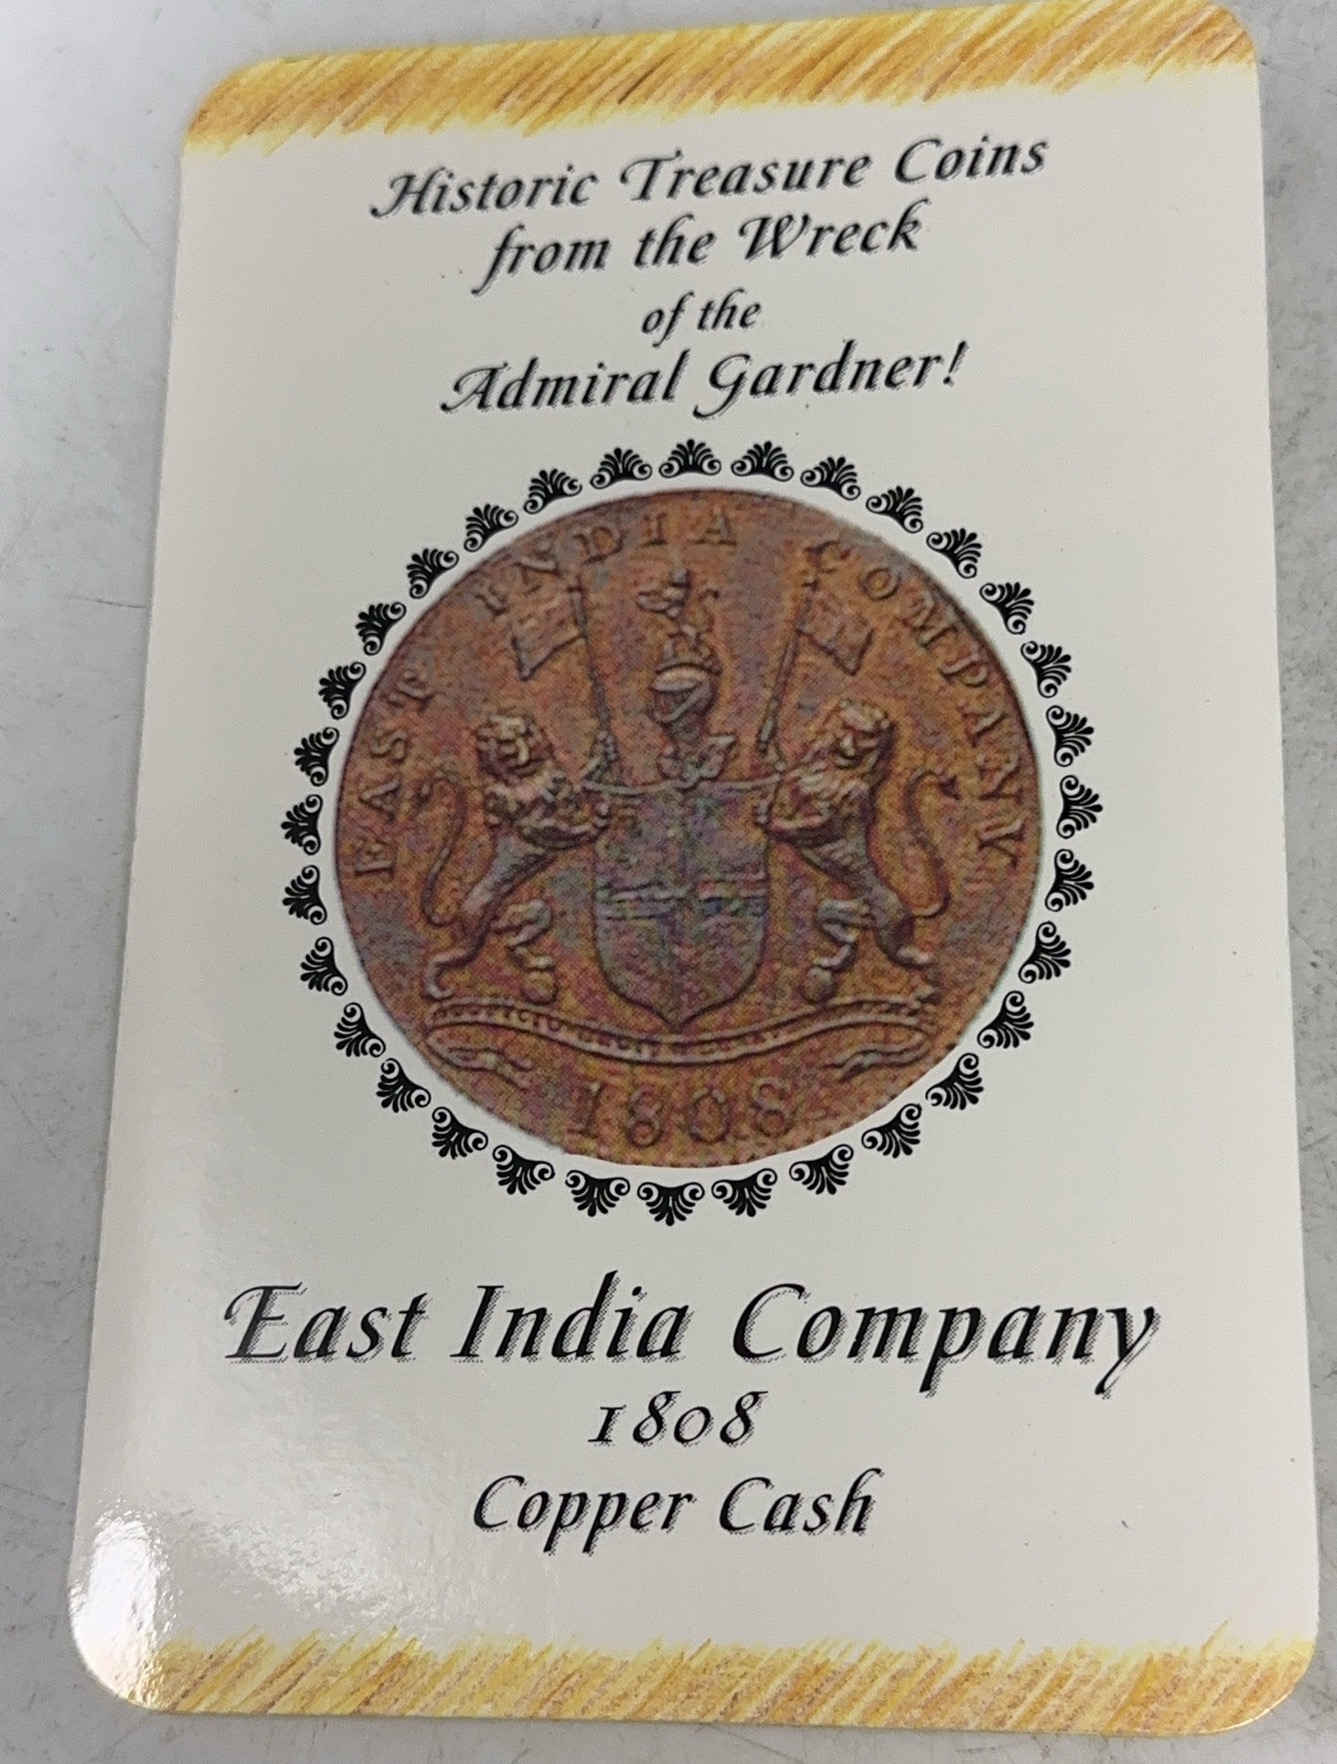 Historic Treasure Coins
from the Wreck
of the
Admiral Gardner!
EAST INDIA COMPANY
1808
East India Company
1808
Copper Cash